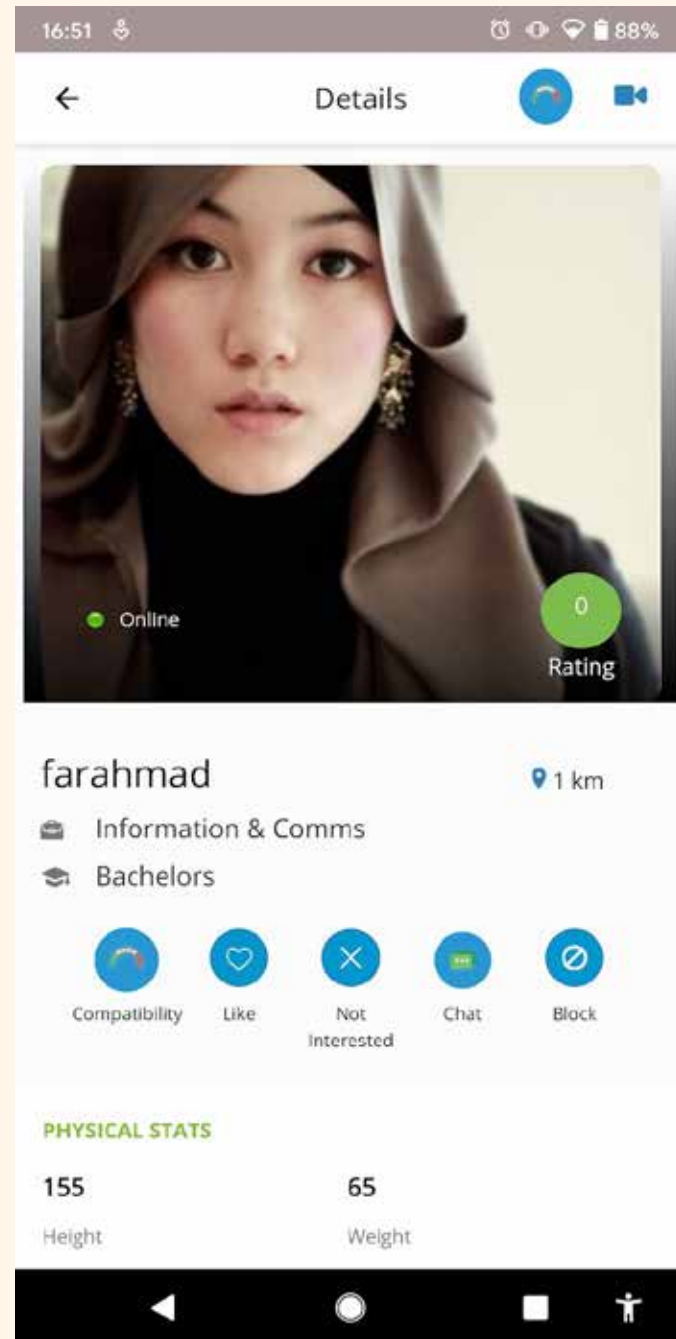 16:51 88%
Details
Online
0
Rating
farahmad 1 km
Information & Comms
Bachelors
Compatibility Like Not Interested Chat Block
PHYSICAL STATS
155 65
Height Weight